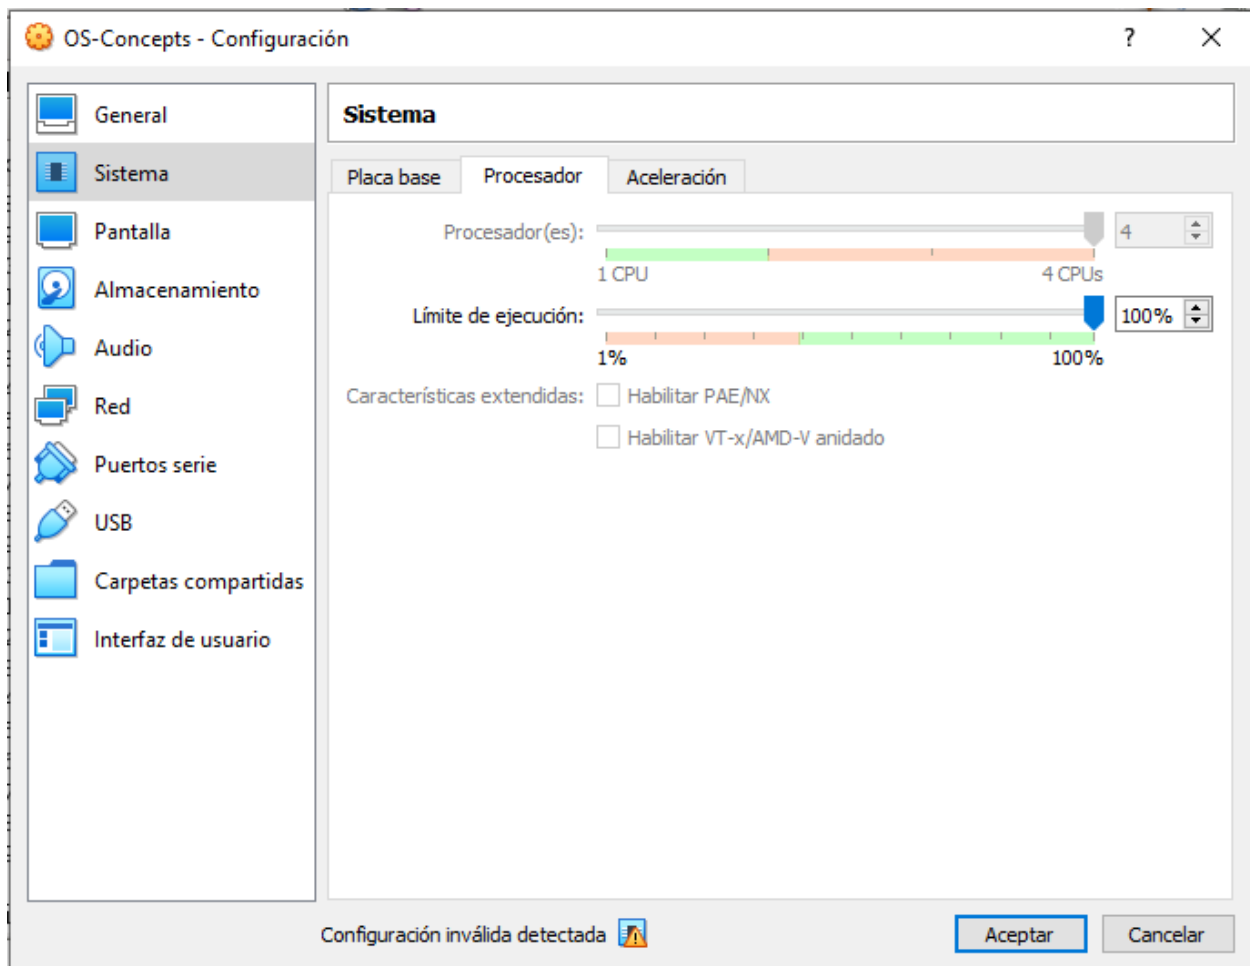 OS-Concepts - Configuración
?
General
Sistema
Pantalla
Almacenamiento
Audio
Red
Puertos serie
USB
Carpetas compartidas
Interfaz de usuario
Sistema
Placa base Procesador Aceleración
Procesador(es): 4
1 CPU 4 CPUs
Límite de ejecución: 100%
1% 100%
Características extendidas: Habilitar PAE/NX
Habilitar VT-x/AMD-V anidado
Configuración inválida detectada
Aceptar Cancelar